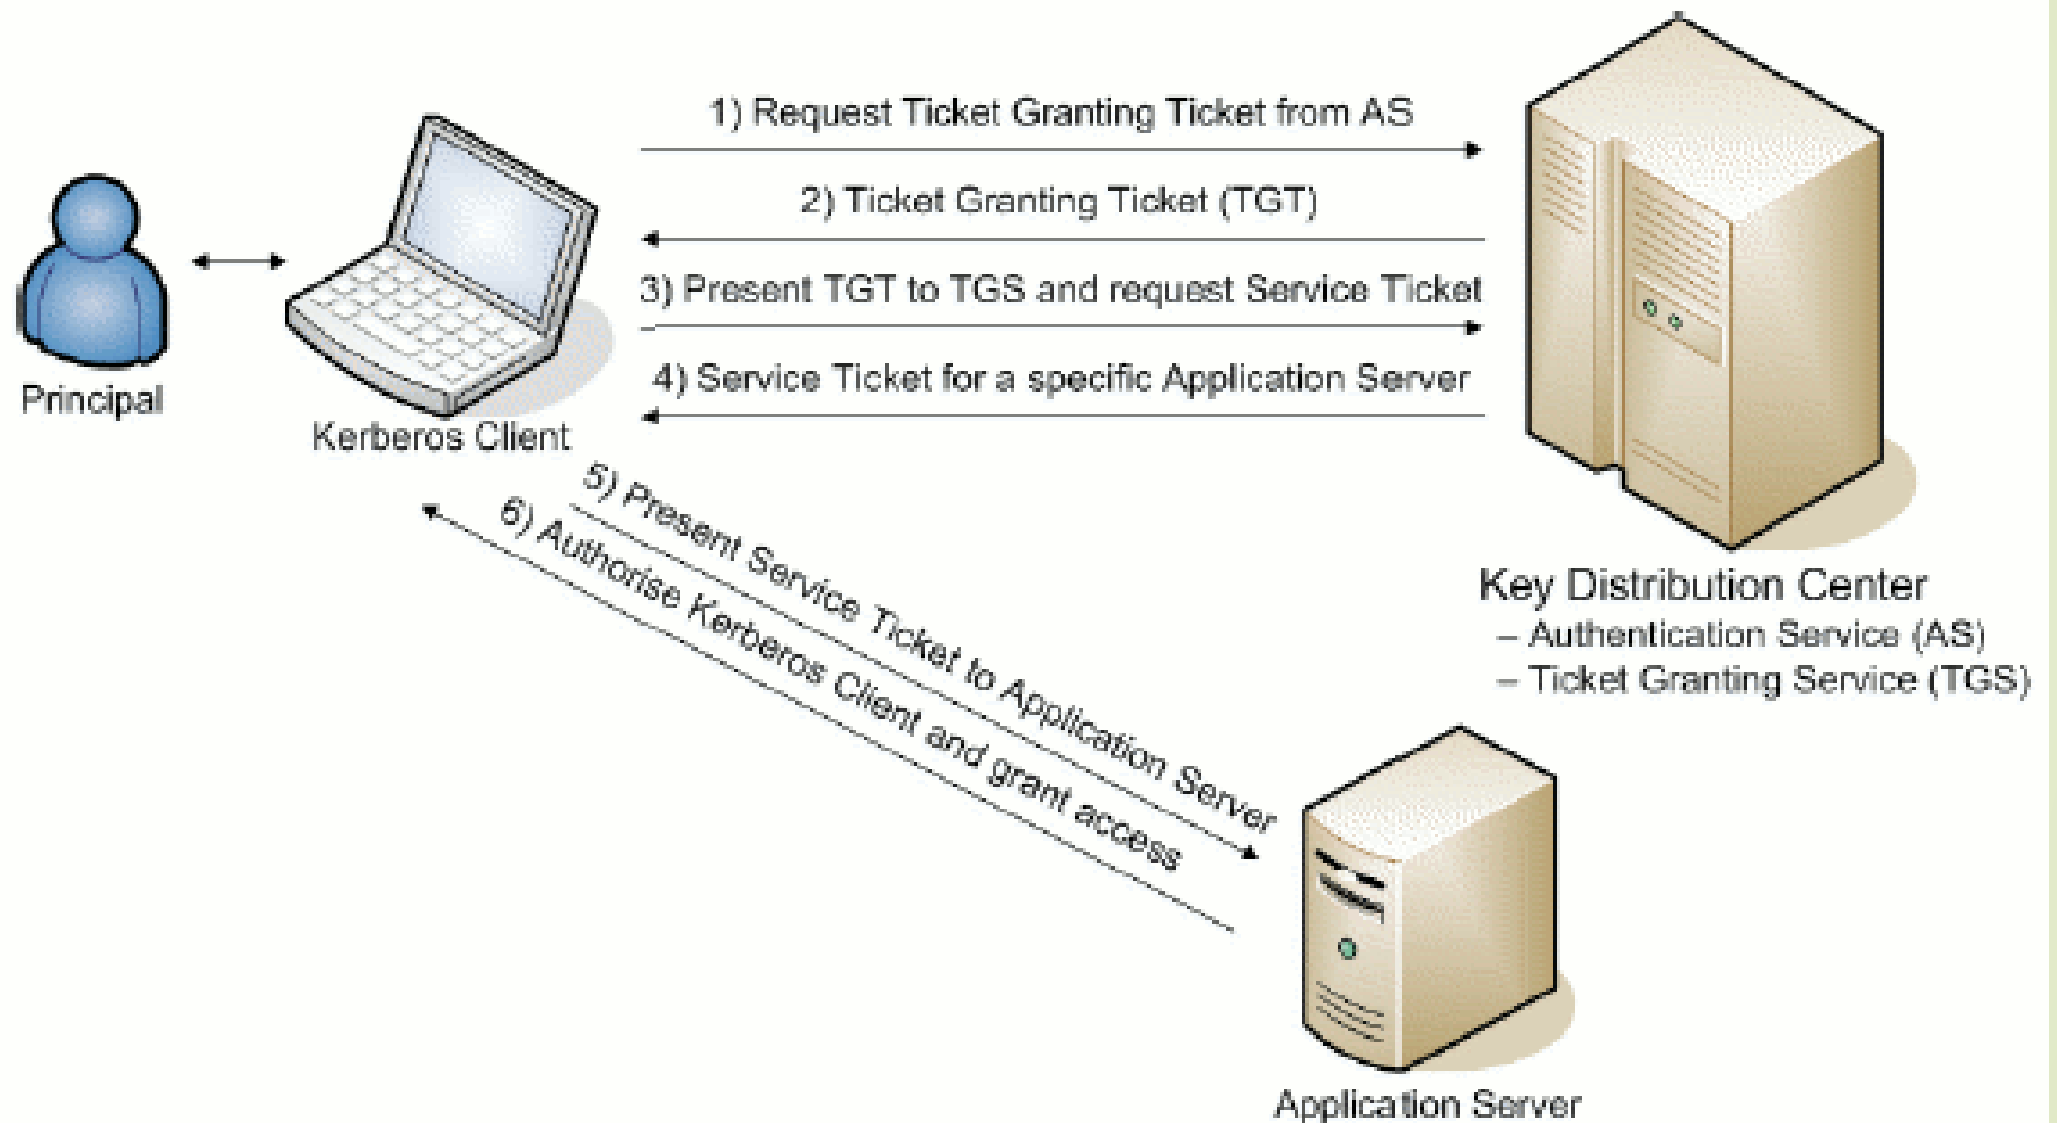 1) Request Ticket Granting Ticket from AS
2) Ticket Granting Ticket (TGT)
3) Present TGT to TGS and request Service Ticket
4) Service Ticket for a specific Application Server
Principal
Kerberos Client
5) Present Service Ticket to Application Server
6) Authorise Kerberos Client and grant access
Key Distribution Center
– Authentication Service (AS)
– Ticket Granting Service (TGS)
Application Server